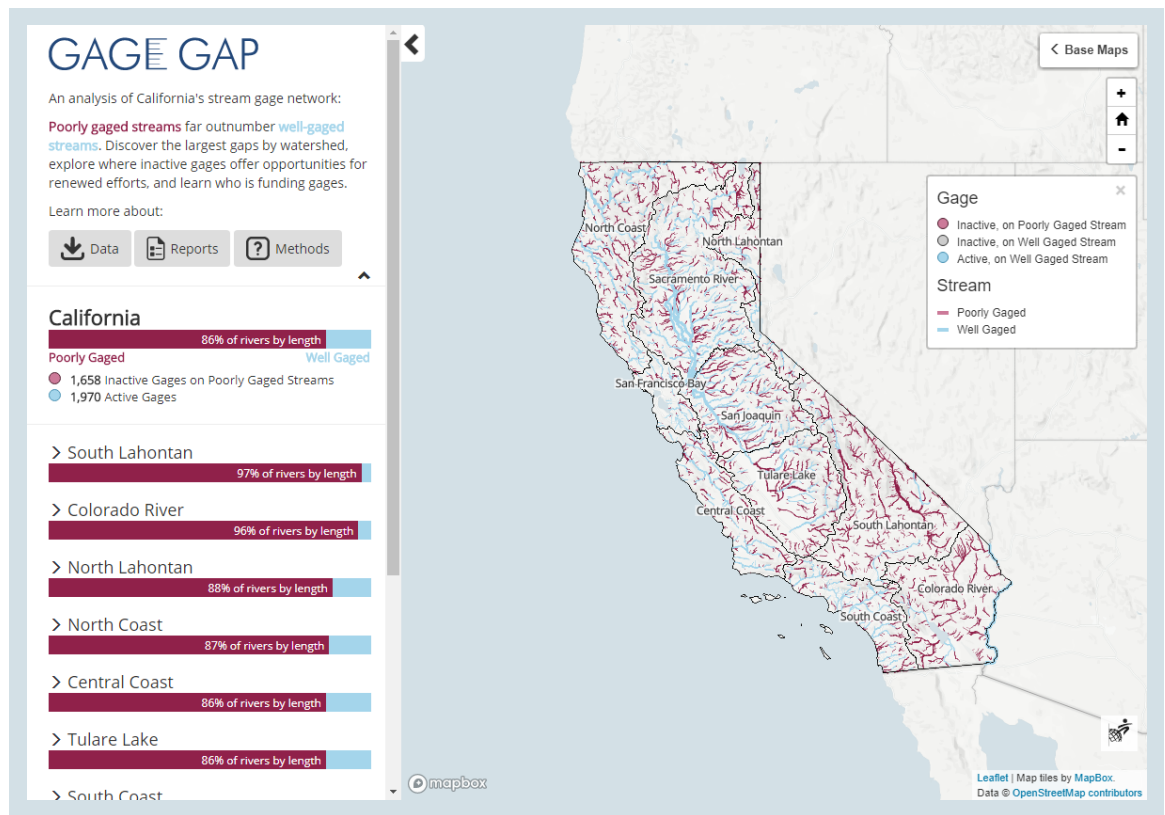 GAGE GAP
An analysis of California's stream gage network:
Poorly gaged streams far outnumber well-gaged
streams. Discover the largest gaps by watershed,
explore where inactive gages offer opportunities for
renewed efforts, and learn who is funding gages.
Learn more about:
Data
Reports
Methods
California
86% of rivers by length
Poorly Gaged
Well Gaged
1,658 Inactive Gages on Poorly Gaged Streams
1,970 Active Gages
South Lahontan
97% of rivers by length
Colorado River
96% of rivers by length
North Lahontan
88% of rivers by length
North Coast
87% of rivers by length
Central Coast
86% of rivers by length
Tulare Lake
86% of rivers by length
South Coast
Base Maps
+
-
Gage
Inactive, on Poorly Gaged Stream
Inactive, on Well Gaged Stream
Active, on Well Gaged Stream
Stream
Poorly Gaged
Well Gaged
North Coast
North Lahontan
Sacramento River
San Francisco Bay
San Joaquin
Tulare Lake
Central Coast
South Lahontan
Colorado River
South Coast
mapbox
Leaflet | Map tiles by MapBox.
Data © OpenStreetMap contributors